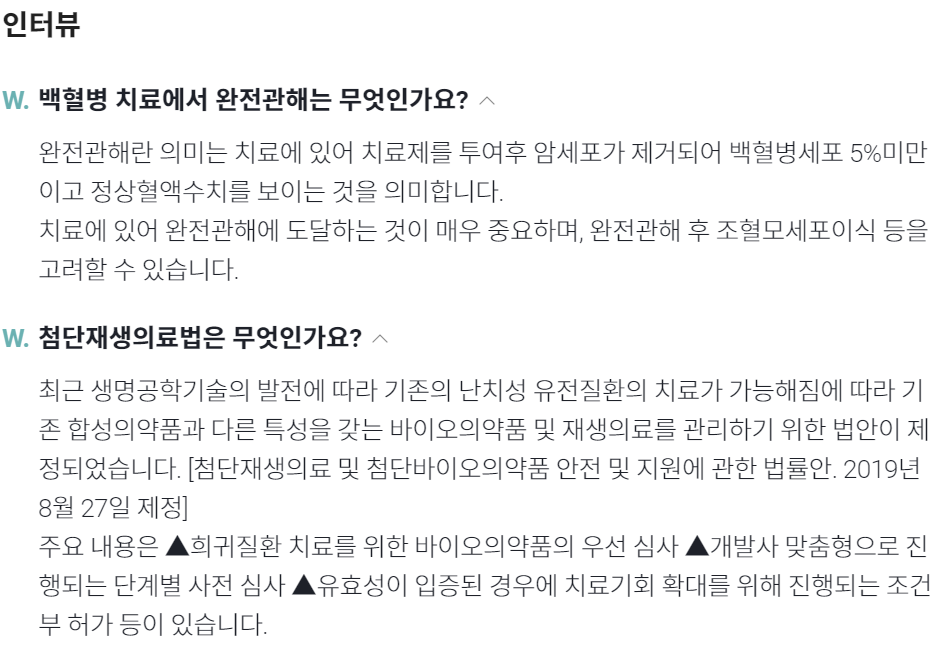 인터뷰
W. 백혈병 치료에서 완전관해는 무엇인가요?
완전관해란 의미는 치료에 있어 치료제를 투여후 암세포가 제거되어 백혈병세포 5%미만
이고 정상혈액수치를 보이는 것을 의미합니다.
치료에 있어 완전관해에 도달하는 것이 매우 중요하며, 완전관해 후 조혈모세포이식 등을
고려할 수 있습니다.
W. 첨단재생의료법은 무엇인가요?
최근 생명공학기술의 발전에 따라 기존의 난치성 유전질환의 치료가 가능해짐에 따라 기
존 합성의약품과 다른 특성을 갖는 바이오의약품 및 재생의료를 관리하기 위한 법안이 제
정되었습니다. [첨단재생의료 및 첨단바이오의약품 안전 및 지원에 관한 법률안. 2019년
8월 27일 제정]
주요 내용은 ▲희귀질환 치료를 위한 바이오의약품의 우선 심사 ▲개발사 맞춤형으로 진
행되는 단계별 사전 심사 ▲유효성이 입증된 경우에 치료기회 확대를 위해 진행되는 조건
부 허가 등이 있습니다.